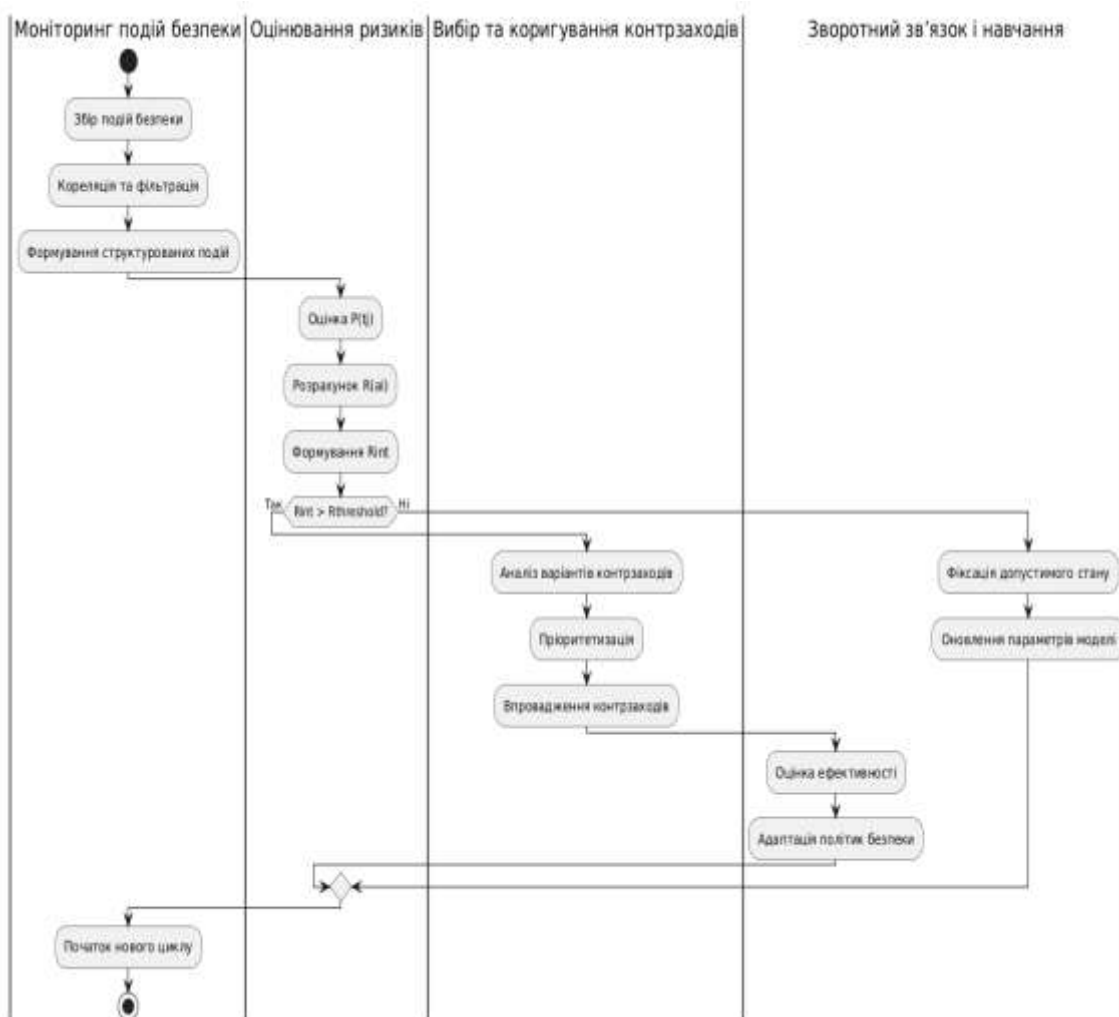 Моніторинг подій безпеки
Оцінювання ризиків
Вибір та коригування контрзаходів
Зворотний зв'язок і навчання
Збір подій безпеки
Кореляція та фільтрація
Формування структурованих подій
Оцінка P(tj)
Розрахунок R(ai)
Формування Rint
Так
Rint > Rthreshold?
Ні
Аналіз варіантів контрзаходів
Фіксація допустимого стану
Пріоритетизація
Оновлення параметрів моделі
Впровадження контрзаходів
Оцінка ефективності
Адаптація політик безпеки
Початок нового циклу